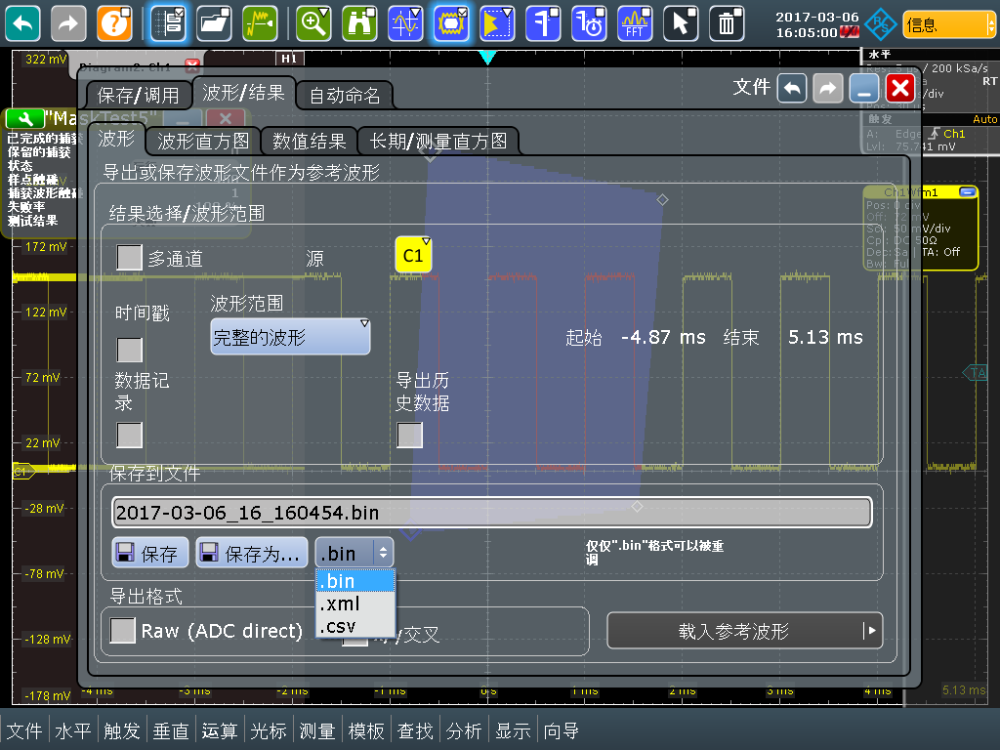 FFT
2017-03-06
16:05:00
信息
322 mV
Diagram2: Ch1
H1
水平
/ 200 kSa/s
RT
/div
触发
Auto
A: Edge Ch1
Lvl: 75.741 mV
保存/调用
波形/结果
自动命名
文件
"MaskTest5"
已完成的捕获
保留的捕获
状态
样点触碰
捕获波形触碰
失败率
测试结果
波形
波形直方图
数值结果
长期/测量直方图
导出或保存波形文件作为参考波形
结果选择/波形范围
多通道
源
C1
Ch1Wfm1
Pos: 0 div
Off: 72 mV
Scl: 50 mV/div
Cpl: DC 50Ω
Dec: Sa | TA: Off
Bw: Full
172 mV
122 mV
72 mV
22 mV
-28 mV
-78 mV
-128 mV
-178 mV
时间戳
波形范围
完整的波形
起始 -4.87 ms 结束 5.13 ms
数据记
录
导出历
史数据
TA
C1
保存到文件
2017-03-06_16_160454.bin
保存
保存为...
.bin
仅仅".bin"格式可以被重
调
.bin
.xml
.csv
导出格式
Raw (ADC direct)
交叉
载入参考波形
-4 ms
-3 ms
-2 ms
-1 ms
0 s
1 ms
2 ms
3 ms
4 ms
5.13 ms
文件 水平 触发 垂直 运算 光标 测量 模板 查找 分析 显示 向导